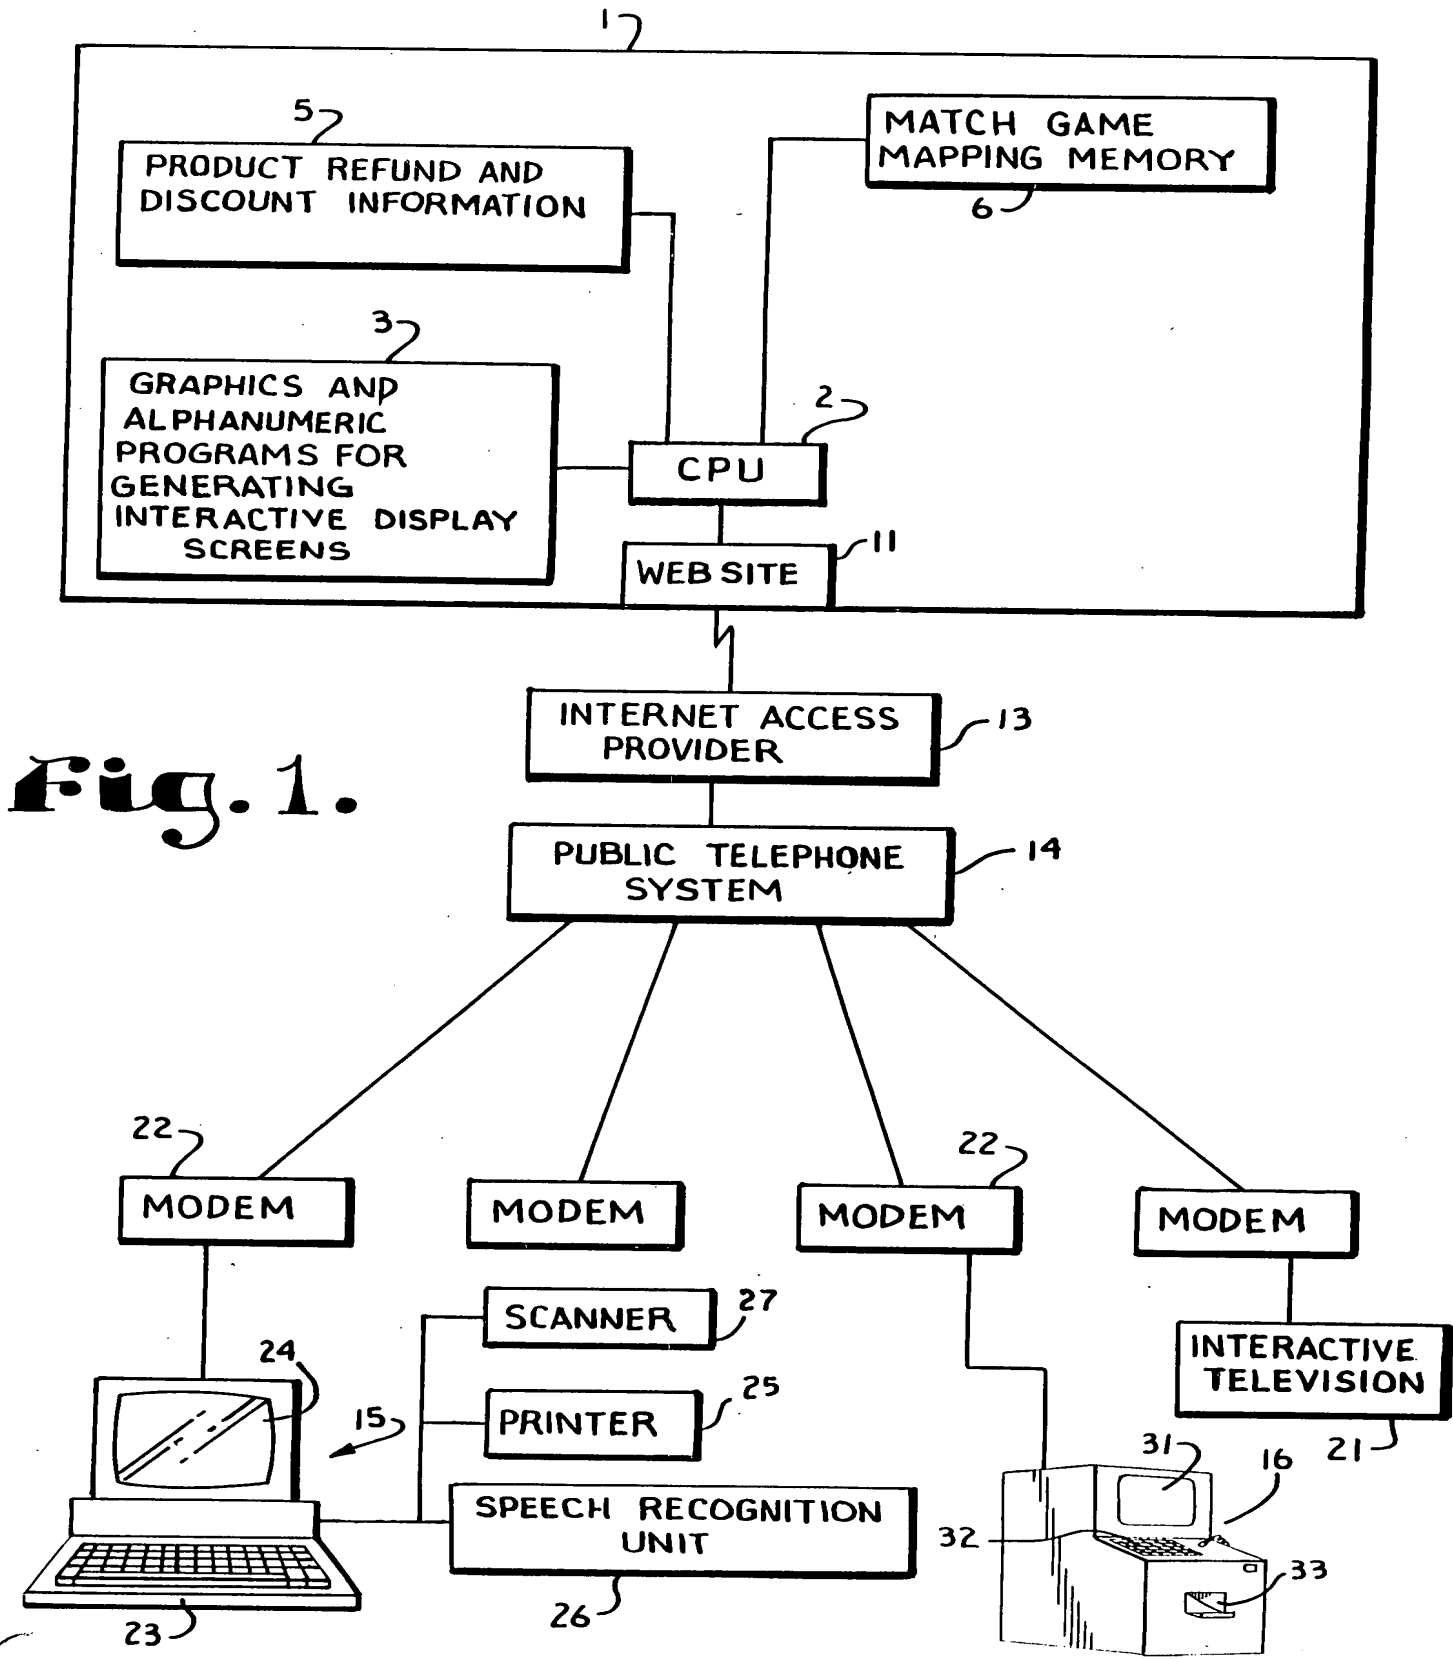 1
5
PRODUCT REFUND AND
DISCOUNT INFORMATION
MATCH GAME
MAPPING MEMORY
6
3
GRAPHICS AND
ALPHANUMERIC
PROGRAMS FOR
GENERATING
INTERACTIVE DISPLAY
SCREENS
2
CPU
11
WEB SITE
INTERNET ACCESS
PROVIDER
13
Fig. 1.
PUBLIC TELEPHONE
SYSTEM
14
22
MODEM
MODEM
22
MODEM
MODEM
SCANNER
27
24
PRINTER
25
15
INTERACTIVE
TELEVISION
21
31
16
SPEECH RECOGNITION
UNIT
26
32
33
23